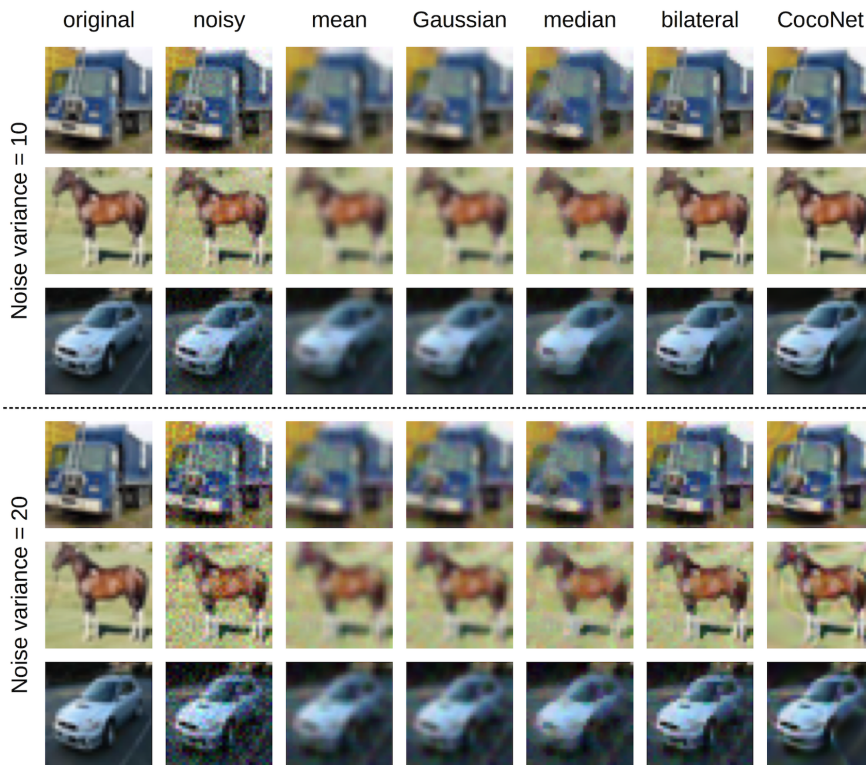 original noisy mean Gaussian median bilateral CocoNet
Noise variance = 10
Noise variance = 20